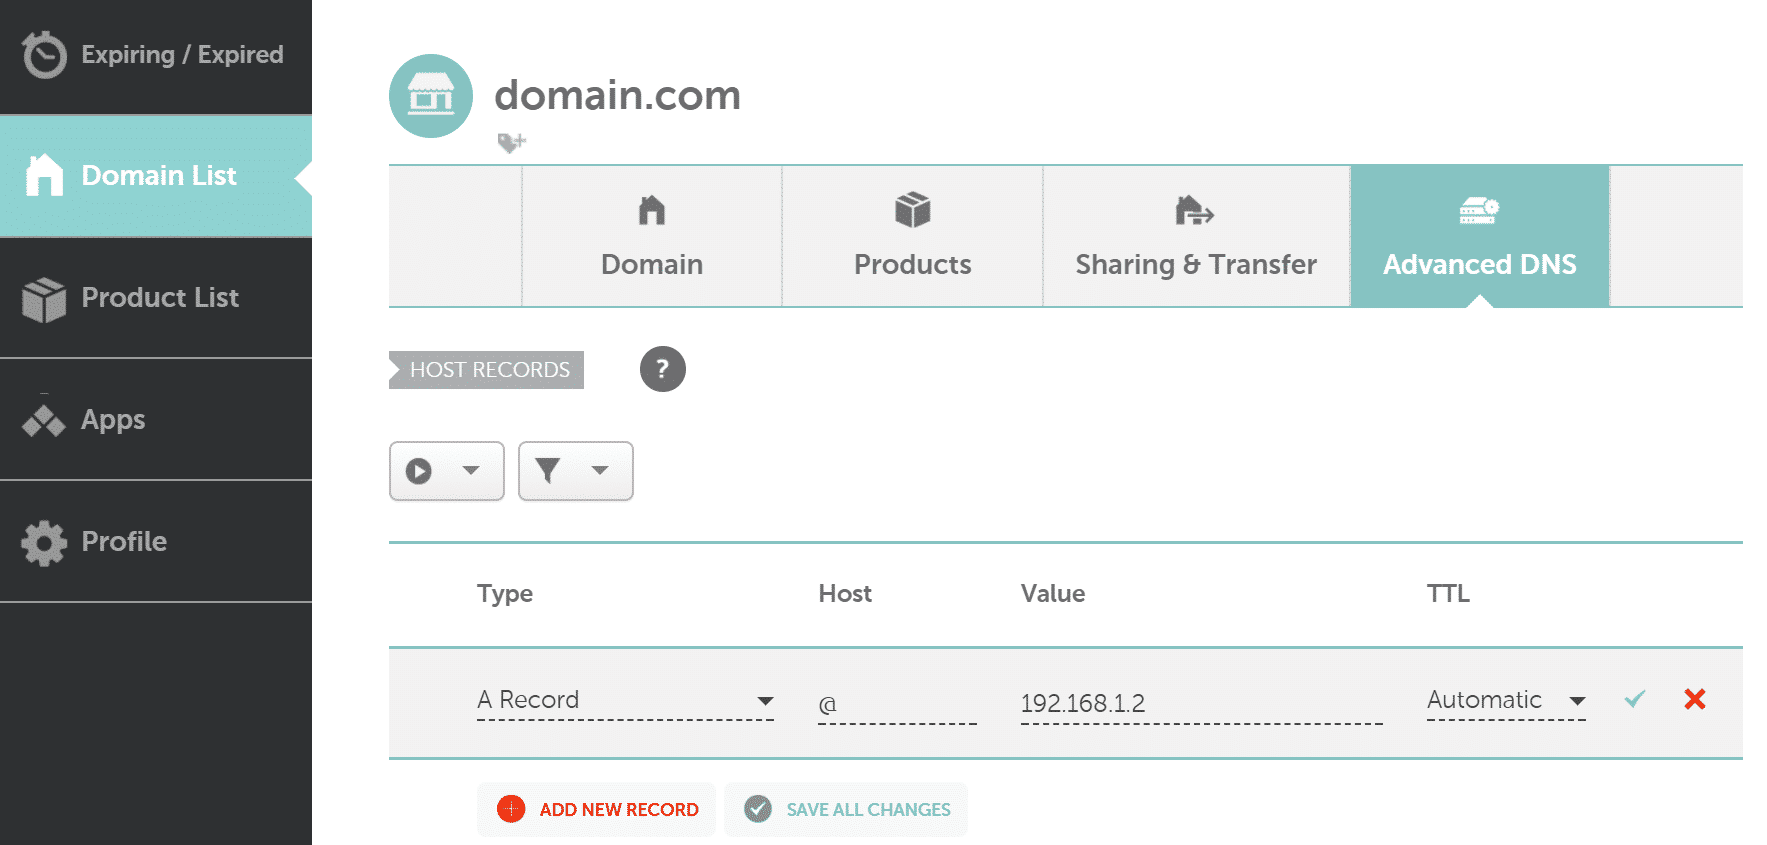 Expiring / Expired
Domain List
Product List
Apps
Profile
domain.com
Domain
Products
Sharing & Transfer
Advanced DNS
HOST RECORDS
?
Type Host Value TTL
A Record @ 192.168.1.2 Automatic
ADD NEW RECORD
SAVE ALL CHANGES